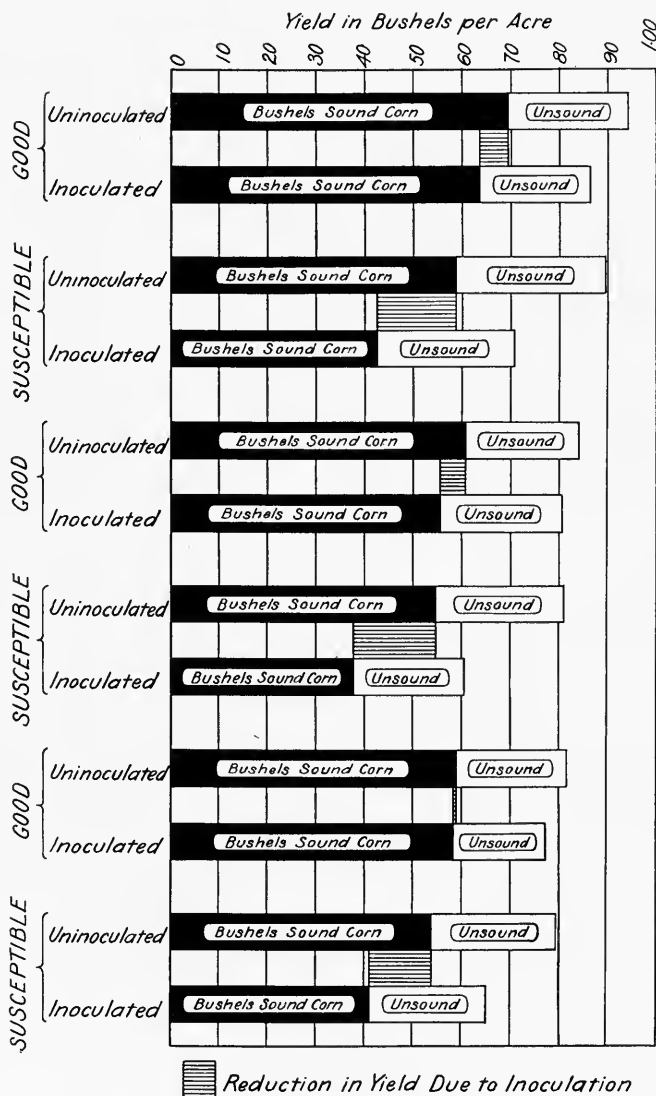 Yield in Bushels per Acre
0 10 20 30 40 50 60 70 80 90 100
GOOD
Uninoculated Bushels Sound Corn Unsound
Inoculated Bushels Sound Corn Unsound
SUSCEPTIBLE
Uninoculated Bushels Sound Corn Unsound
Inoculated Bushels Sound Corn Unsound
GOOD
Uninoculated Bushels Sound Corn Unsound
Inoculated Bushels Sound Corn Unsound
SUSCEPTIBLE
Uninoculated Bushels Sound Corn Unsound
Inoculated Bushels Sound Corn Unsound
GOOD
Uninoculated Bushels Sound Corn Unsound
Inoculated Bushels Sound Corn Unsound
SUSCEPTIBLE
Uninoculated Bushels Sound Corn Unsound
Inoculated Bushels Sound Corn Unsound
Reduction in Yield Due to Inoculation